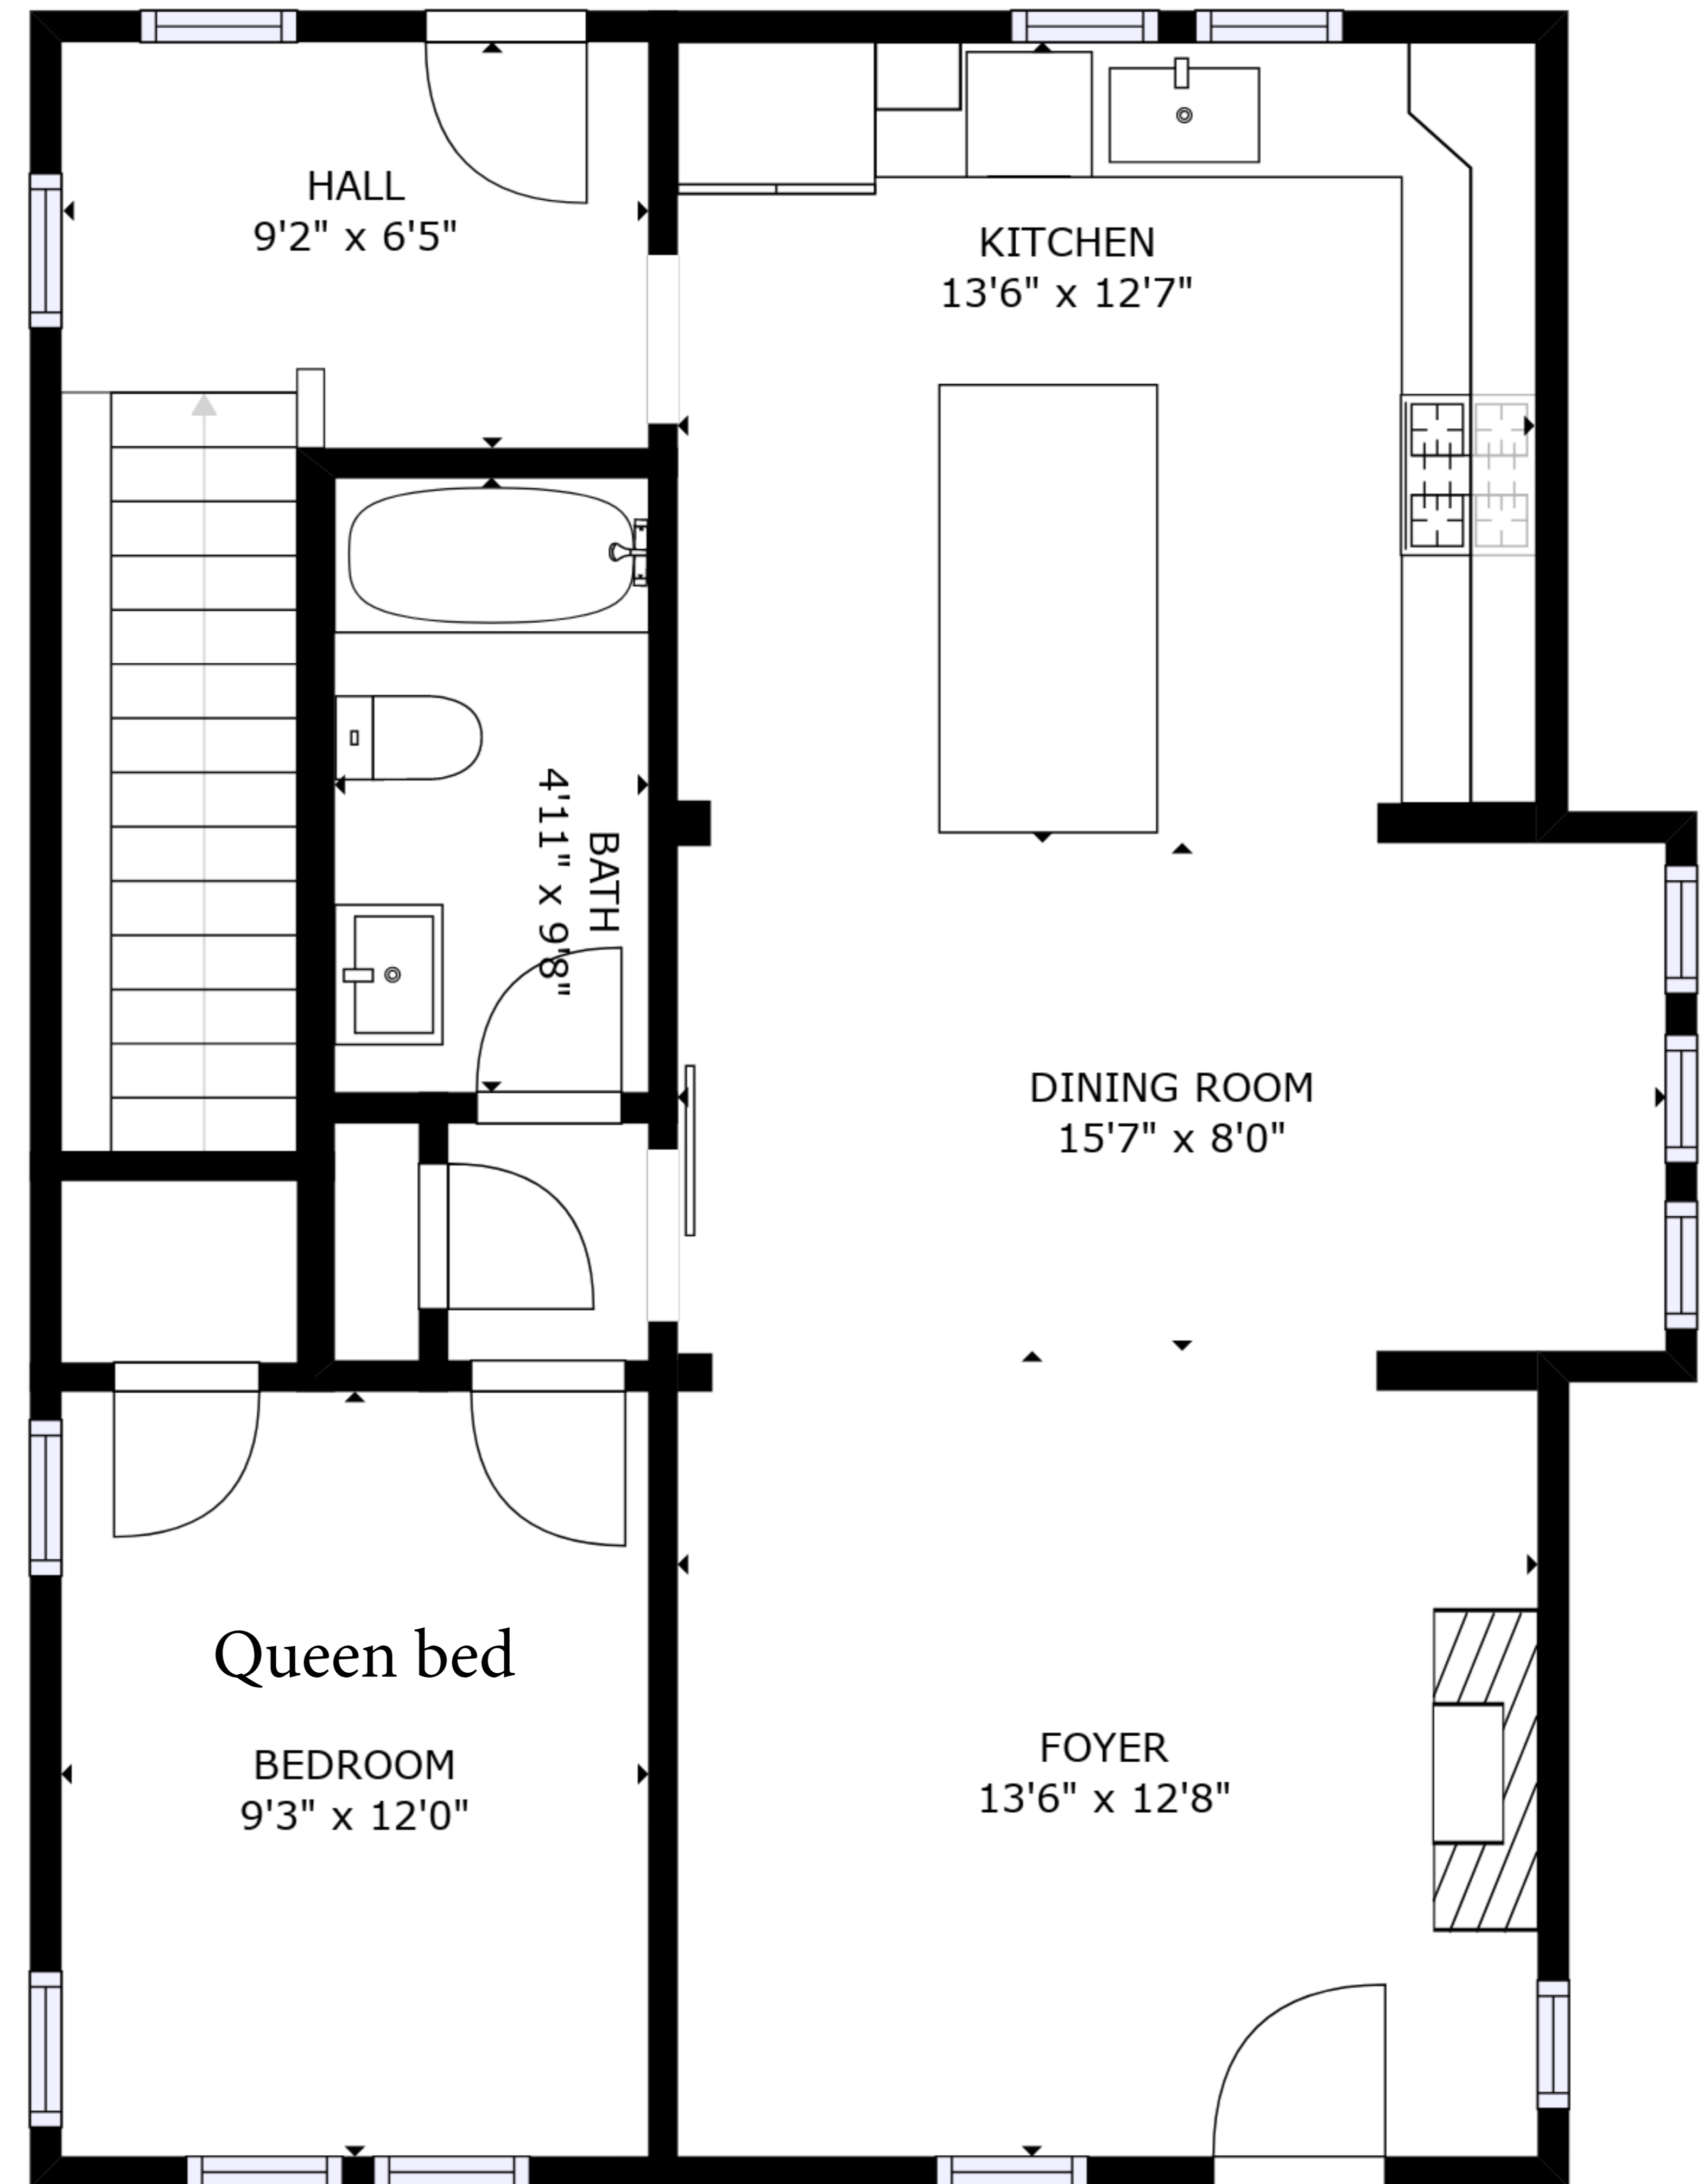 HALL
9'2" x 6'5"
KITCHEN
13'6" x 12'7"
BATH
4'11" x 9'8"
DINING ROOM
15'7" x 8'0"
Queen bed
BEDROOM
9'3" x 12'0"
FOYER
13'6" x 12'8"